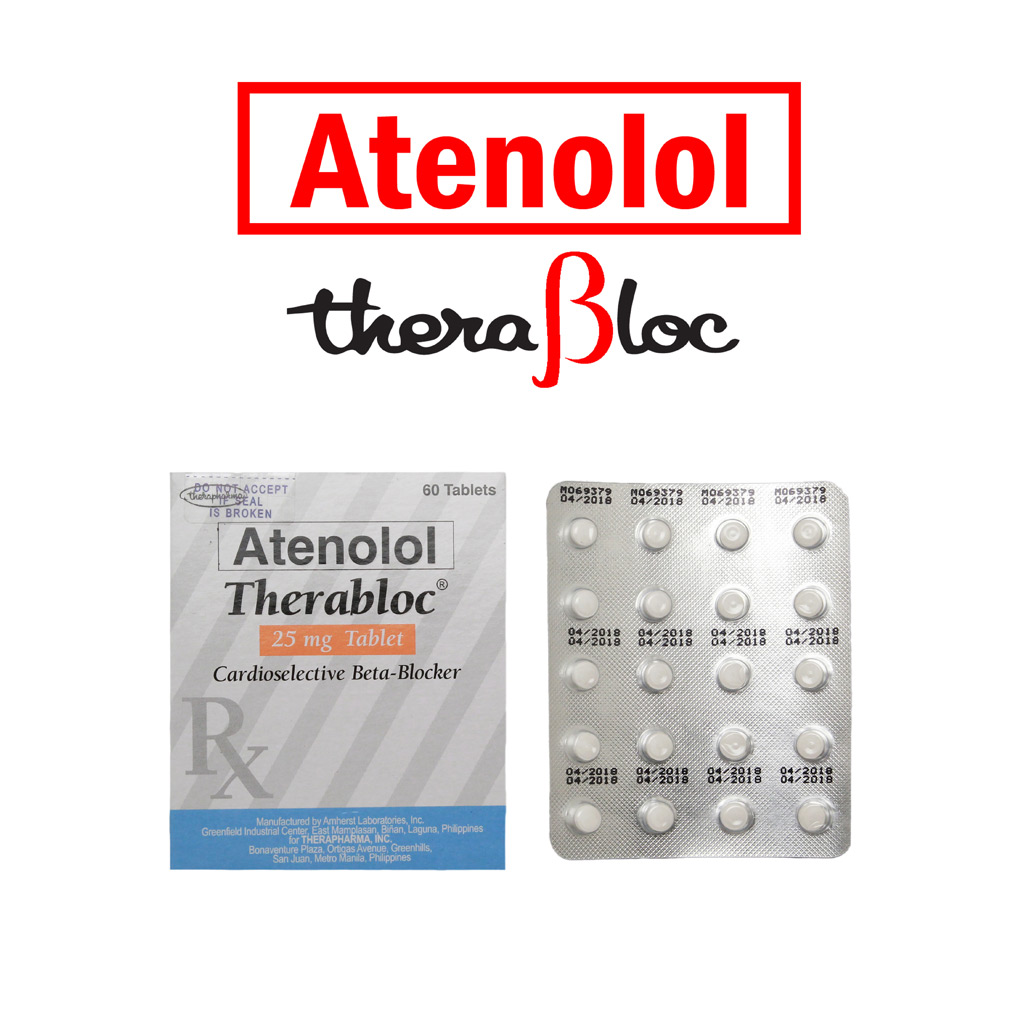 Atenolol
theraβloc
DO NOT ACCEPT
therapharma
IF SEAL
IS BROKEN
60 Tablets
Atenolol
Therabloc®
25 mg Tablet
Cardioselective Beta-Blocker
Rx
Manufactured by Amherst Laboratories, Inc.
Greenfield Industrial Center, East Mamplasan, Biñan, Laguna, Philippines
for THERAPHARMA, INC.
Bonaventure Plaza, Ortigas Avenue, Greenhills,
San Juan, Metro Manila, Philippines
M069379 M069379 M069379 M069379
04/2018 04/2018 04/2018 04/2018
04/2018 04/2018 04/2018 04/2018
04/2018 04/2018 04/2018 04/2018
04/2018 04/2018 04/2018 04/2018
04/2018 04/2018 04/2018 04/2018